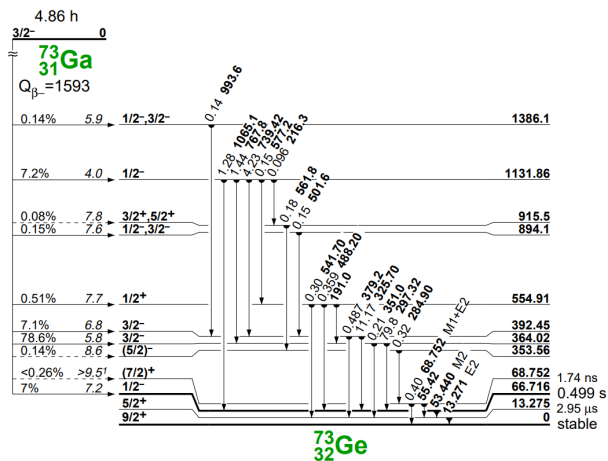 4.86 h
3/2⁻ 0
73
31 Ga
Qβ−=1593
0.14% 5.9 1/2⁻,3/2⁻ 1386.1
7.2% 4.0 1/2⁻ 1131.86
0.08% 7.8 3/2⁺,5/2⁺ 915.5
0.15% 7.6 1/2⁻,3/2⁻ 894.1
0.51% 7.7 1/2⁺ 554.91
7.1% 6.8 3/2⁻ 392.45
78.6% 5.8 3/2⁻ 364.02
0.14% 8.6 (5/2)⁻ 353.56
<0.26% >9.5¹ (7/2)⁺ 68.752 1.74 ns
7% 7.2 1/2⁻ 66.716 0.499 s
5/2⁺ 13.275 2.95 μs
9/2⁺ 0 stable
0.14 993.6
1.28 1065.1
1.44 767.8
4.23 739.42
0.15 577.2
0.096 216.3
0.18 561.8
0.15 501.6
0.30 541.70
0.359 488.20
191.0
0.487 379.2
11.17 325.70
0.21 351.0
79.8 297.32
0.32 284.90
0.40 68.752 M1+E2
55.42
53.440 M2
13.271 E2
73
32 Ge